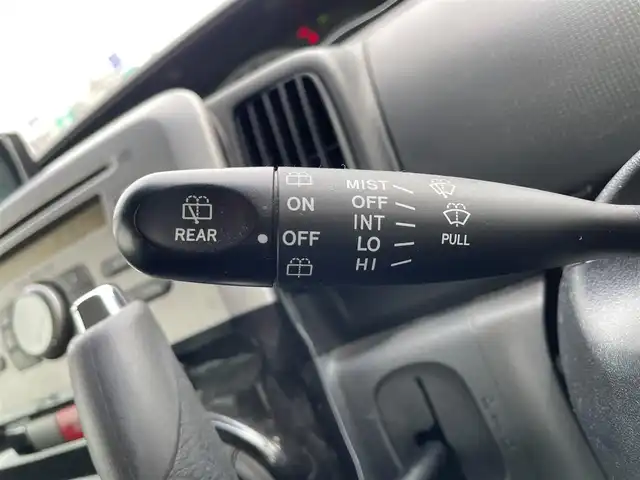 REAR
ON
OFF
MIST
OFF
INT
LO
HI
PULL